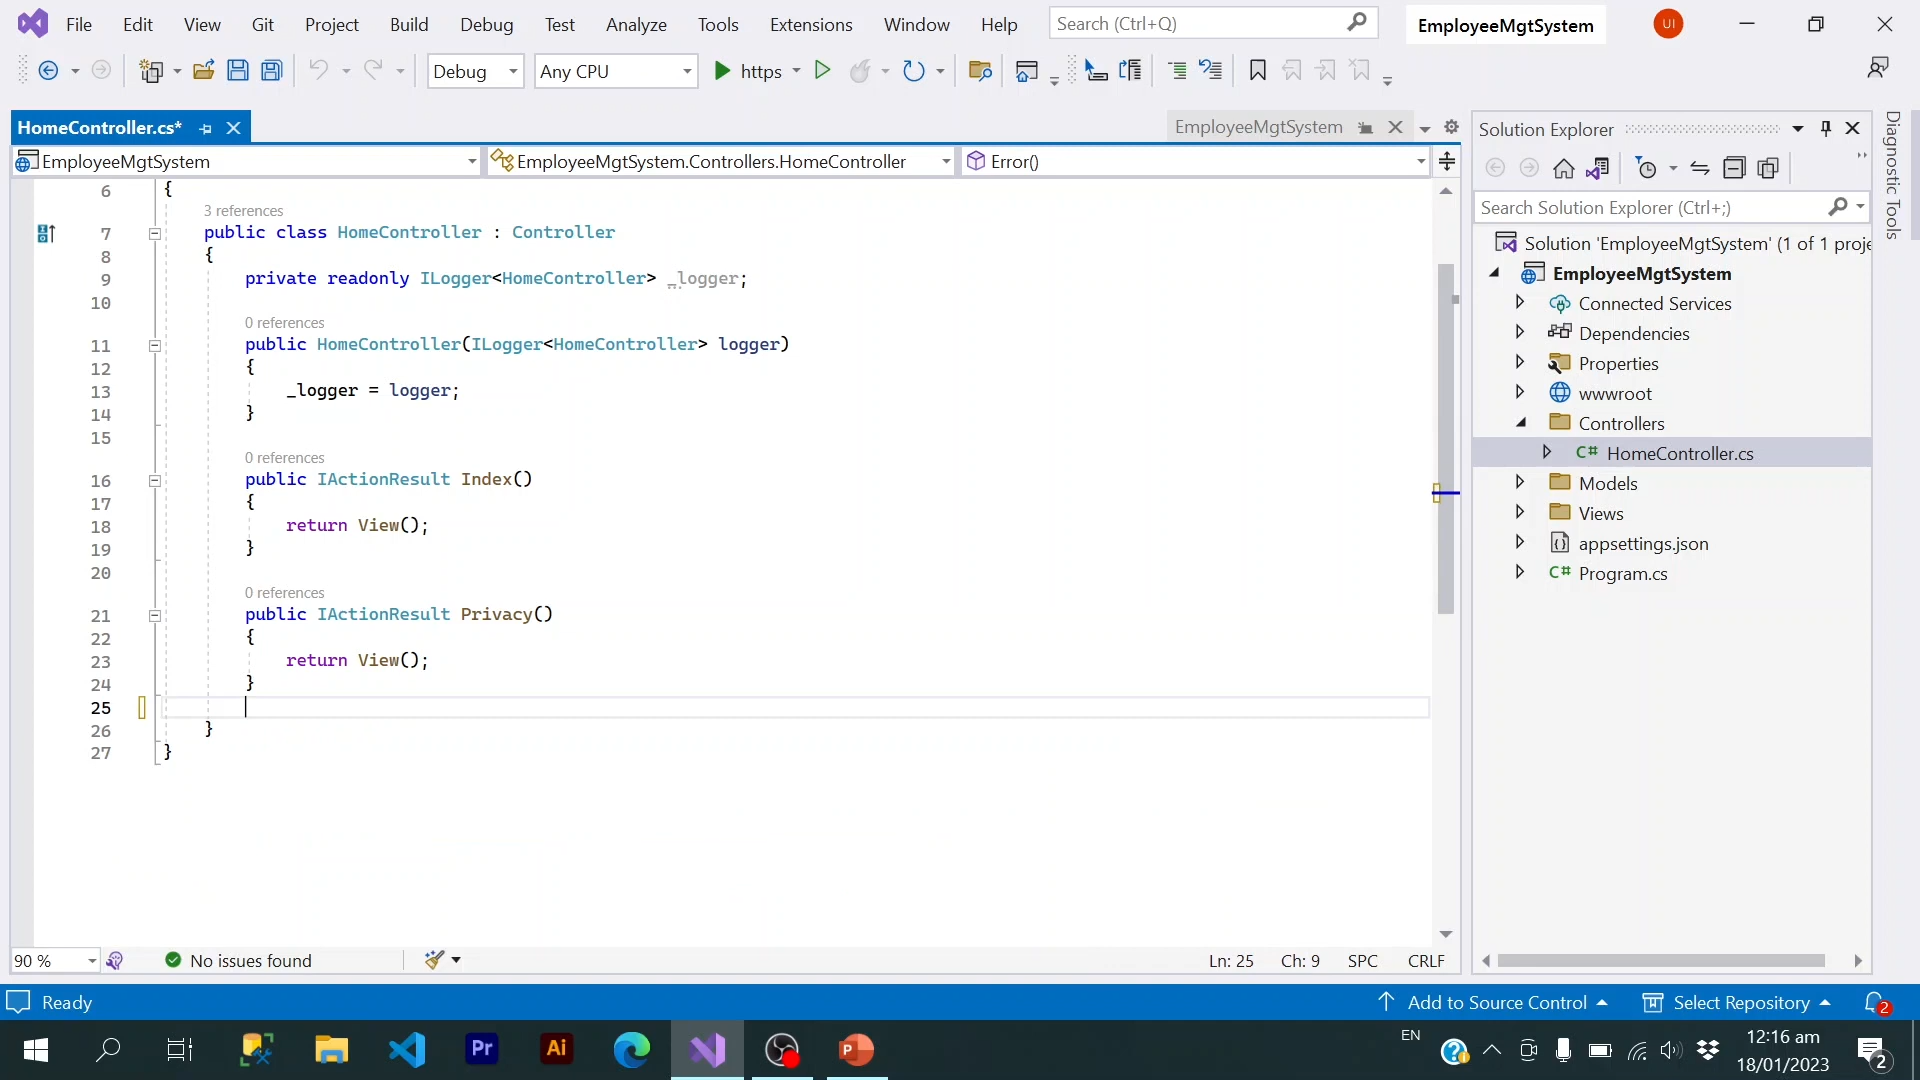 File Edit View Git Project Build Debug Test Analyze Tools Extensions Window Help Search (Ctrl+Q) EmployeeMgtSystem UI
Debug Any CPU https
HomeController.cs* EmployeeMgtSystem
EmployeeMgtSystem EmployeeMgtSystem.Controllers.HomeController Error()
6 {
3 references
7 public class HomeController : Controller
8 {
9 private readonly ILogger<HomeController> _logger;
10
0 references
11 public HomeController(ILogger<HomeController> logger)
12 {
13 _logger = logger;
14 }
15
0 references
16 public IActionResult Index()
17 {
18 return View();
19 }
20
0 references
21 public IActionResult Privacy()
22 {
23 return View();
24 }
25
26 }
27 }
90 % No issues found Ln: 25 Ch: 9 SPC CRLF
Solution Explorer
Search Solution Explorer (Ctrl+;)
Solution 'EmployeeMgtSystem' (1 of 1 proje
EmployeeMgtSystem
Connected Services
Dependencies
Properties
wwwroot
Controllers
C# HomeController.cs
Models
Views
appsettings.json
C# Program.cs
Diagnostic Tools
Ready Add to Source Control Select Repository 2
Pr Ai P EN 12:16 am
18/01/2023 2